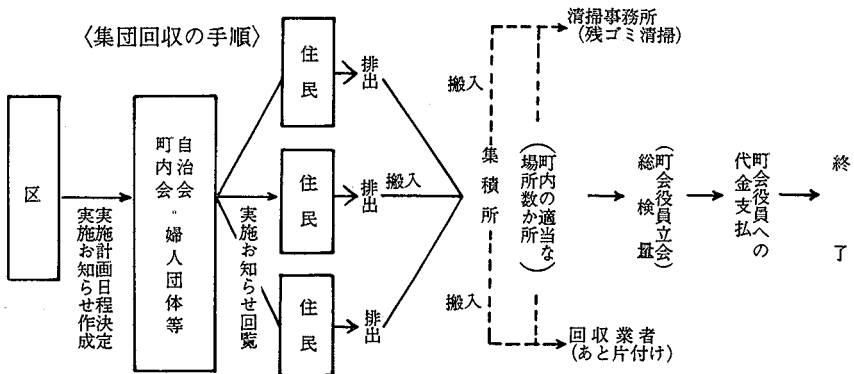 〈集団回収の手順〉
区
実施計画日程決定
実施お知らせ作成
自治会・婦人団体等
町内会
実施お知らせ回覧
住民
排出
住民
排出
住民
排出
搬入
搬入
搬入
集積所
清掃事務所
(残ゴミ清掃)
(町内の適当な
場所数か所)
回収業者
(あと片付け)
(町会役員立会)
総検量
町会役員への
代金支払
終了